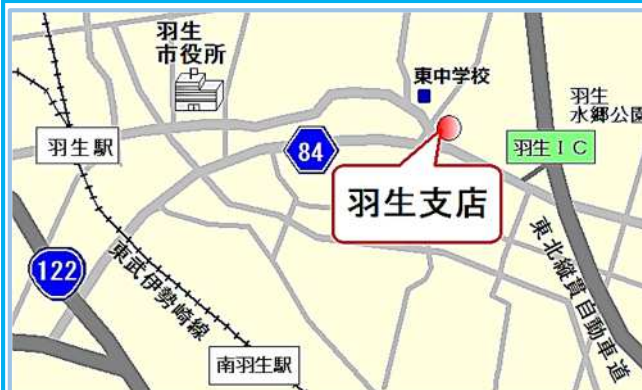 羽生
市役所
東中学校
羽生
水郷公園
羽生駅
84
羽生IC
羽生支店
122
東武伊勢崎線
東北縦貫自動車道
南羽生駅